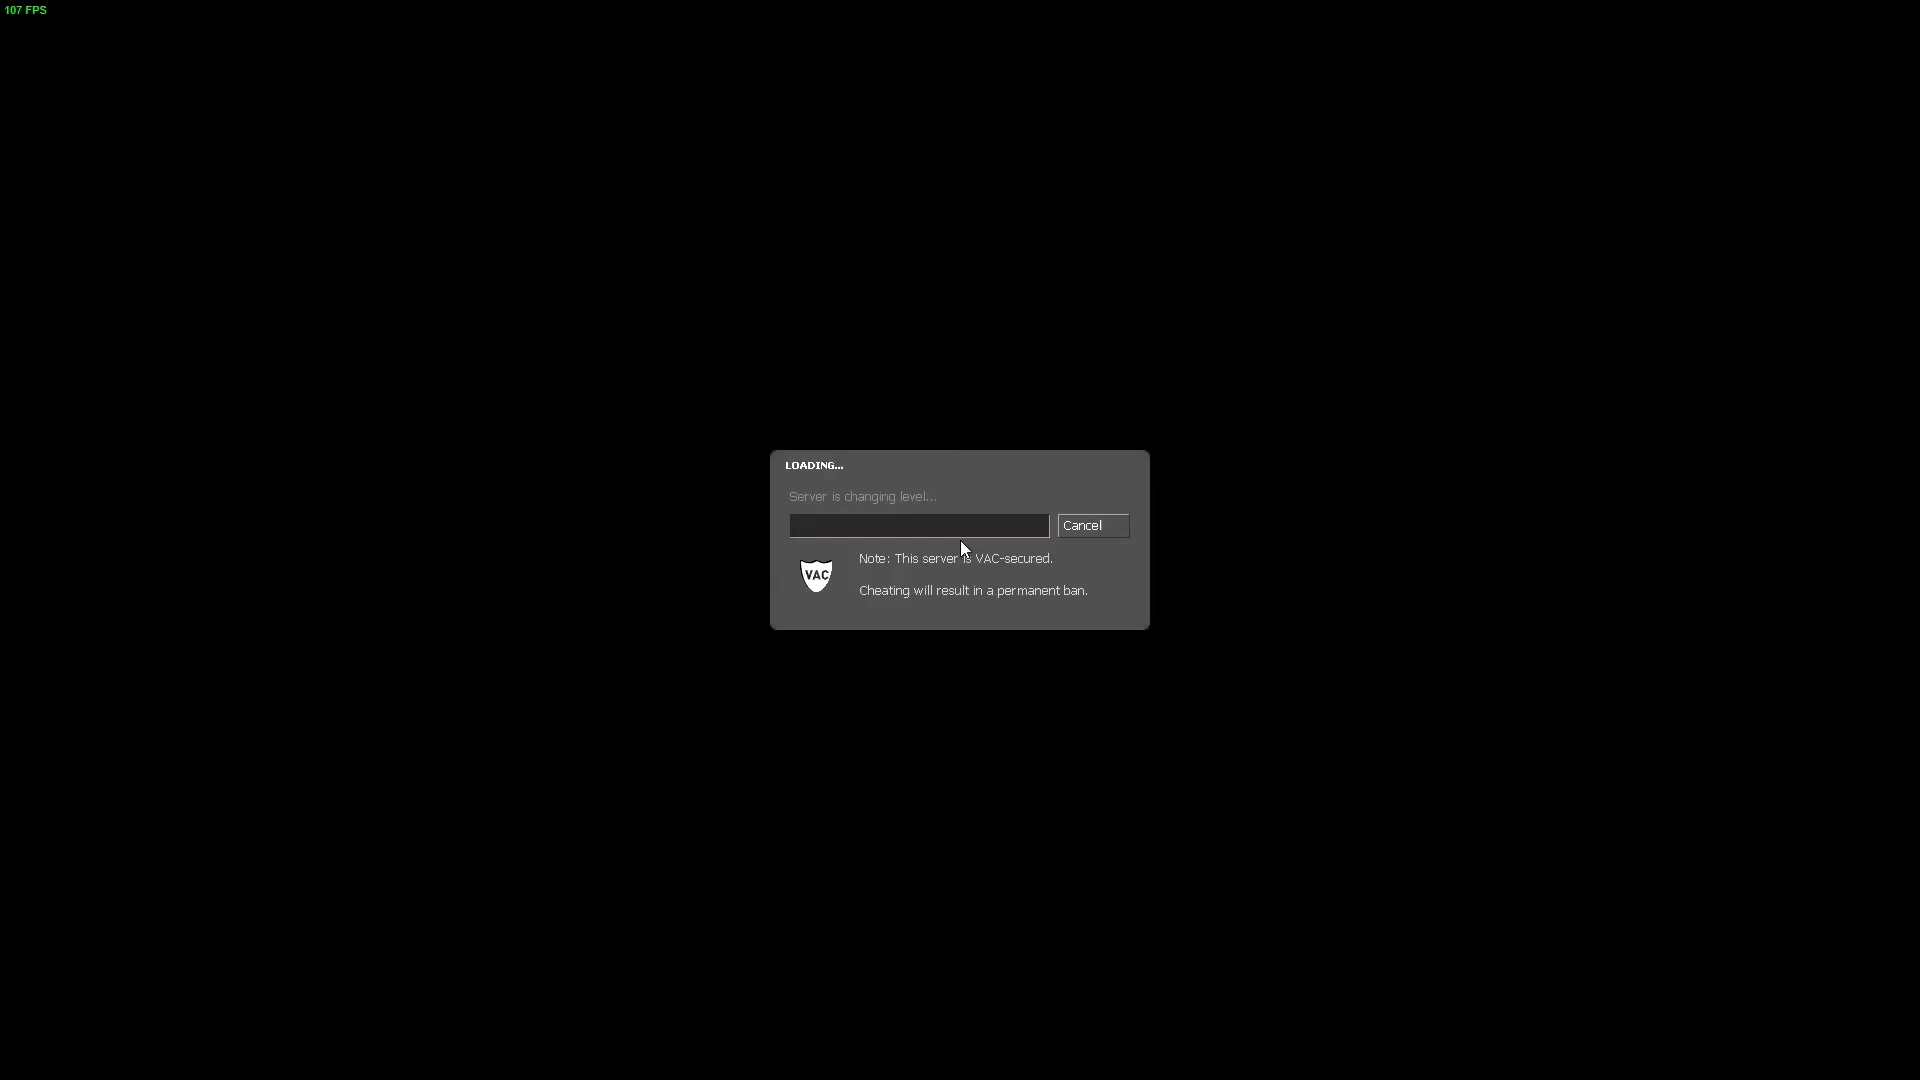 107 FPS
LOADING...
Server is changing level...
Cancel
Note: This server is VAC-secured.
VAC
Cheating will result in a permanent ban.